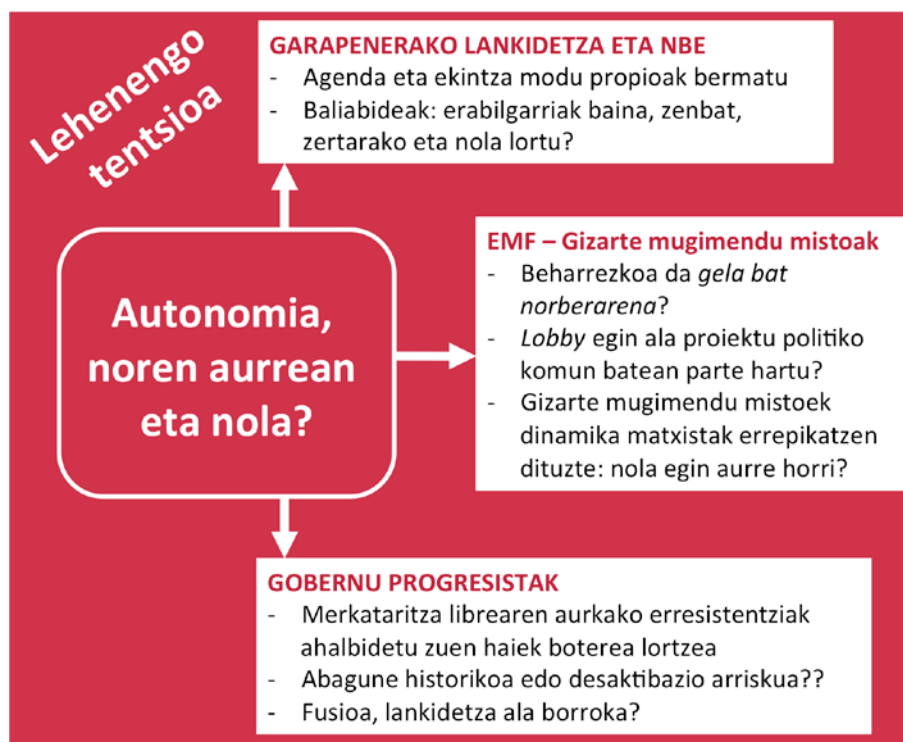 Lehenengo
tentsioa
GARAPENERAKO LANKIDETZA ETA NBE
- Agenda eta ekintza modu propioak bermatu
- Baliabideak: erabilgarriak baina, zenbat,
zertarako eta nola lortu?
Autonomia,
noren aurrean
eta nola?
EMF – Gizarte mugimendu mistoak
- Beharrezkoa da gela bat
norberarena?
- Lobby egin ala proiektu politiko
komun batean parte hartu?
- Gizarte mugimendu mistoek
dinamika matxistak errepikatzen
dituzte: nola egin aurre horri?
GOBERNU PROGRESISTAK
- Merkataritza librearen aurkako erresistentziak
ahalbidetu zuen haiek boterea lortzea
- Abagune historikoa edo desaktibazio arriskua??
- Fusioa, lankidetza ala borroka?